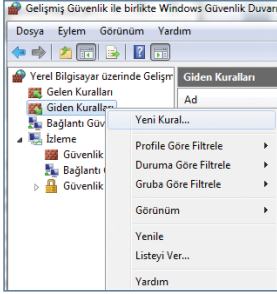 Gelişmiş Güvenlik ile birlikte Windows Güvenlik Duvarı
Dosya Eylem Görünüm Yardım
Yerel Bilgisayar üzerinde Gelişm
Giden Kuralları
Gelen Kuralları
Ad
Giden Kuralları
Bağlantı Güv
İzleme
Güvenlik
Bağlantı
Güvenlik
Yeni Kural...
Profile Göre Filtrele
Duruma Göre Filtrele
Gruba Göre Filtrele
Görünüm
Yenile
Listeyi Ver...
Yardım